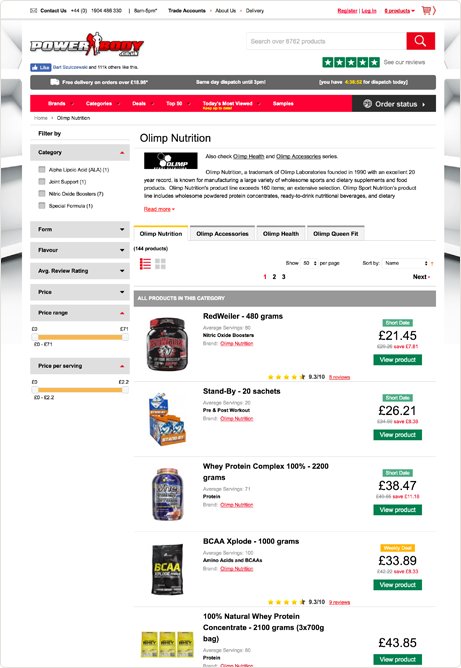 Contact Us +44 (0) 1904 486 330 | 8am-5pm* Trade Accounts About Us Delivery Register | Log in 0 products
POWERBODY
.co.uk
Search over 6762 products
Like Bart Szulczewski and 111k others like this.
See our reviews
Free delivery on orders over £18.95* Same day dispatch until 3pm! [you have 4:38:52 for dispatch today]
Brands Categories Deals Top 50 Today's Most Viewed Samples Order status
Home Olimp Nutrition
Filter by
Category
Alpha Lipoic Acid (ALA) (1)
Joint Support (1)
Nitric Oxide Boosters (7)
Special Formula (1)
Form
Flavour
Avg. Review Rating
Price
Price range
£0 £71
£0 - £71
Price per serving
£0 £2.2
£0 - £2.2
Olimp Nutrition
OLIMP
Also check Olimp Health and Olimp Accessories series.
Olimp Nutrition, a trademark of Olimp Laboratories founded in 1990 with an excellent 20
year record, is known for manufacturing a large variety of wholesome sports and dietary supplements and food
products. Olimp Nutrition's product line exceeds 160 items; an extensive selection. Olimp Sport Nutrition's product
line includes wholesome powdered protein concentrates, ready-to-drink nutritional beverages, and dietary
Read more
Olimp Nutrition Olimp Accessories Olimp Health Olimp Queen Fit
(144 products)
Show 50 per page Sort by: Name
1 2 3 Next
ALL PRODUCTS IN THIS CATEGORY
RedWeiler - 480 grams
Average Servings: 80
Nitric Oxide Boosters
Brand: Olimp Nutrition
9.3/10 8 reviews
Short Date
£21.45
save £7.81
View product
Stand-By - 20 sachets
Average Servings: 20
Pre & Post Workout
Brand: Olimp Nutrition
STAND-BY
Short Date
£26.21
save £8.39
View product
Whey Protein Complex 100% - 2200
grams
Average Servings: 71
Protein
Brand: Olimp Nutrition
Short Date
£38.47
save £11.18
View product
BCAA Xplode - 1000 grams
Average Servings: 100
Amino Acids and BCAAs
Brand: Olimp Nutrition
BCAA
XPLODE
9.3/10 9 reviews
Weekly Deal
£33.89
£42.22 save £8.33
View product
100% Natural Whey Protein
Concentrate - 2100 grams (3x700g
bag)
Average Servings: 60
Protein
£43.85
View product